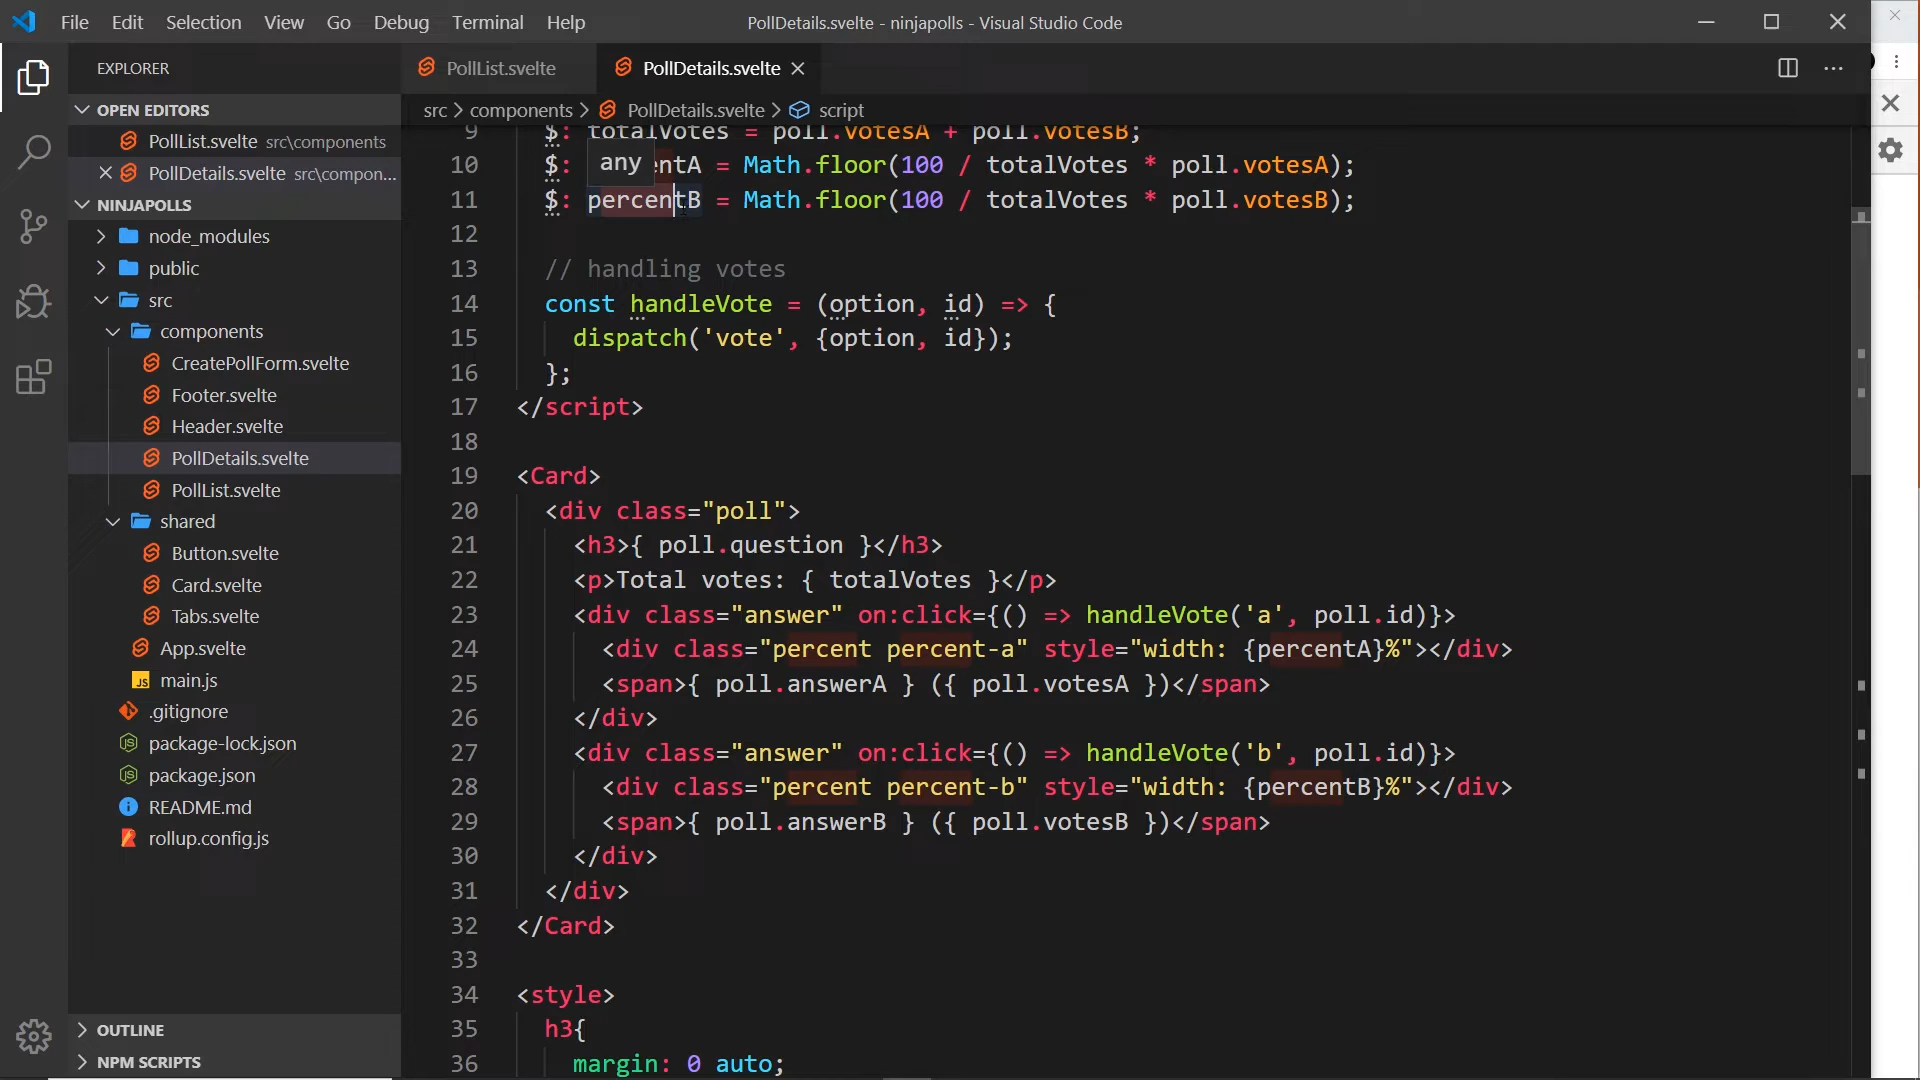 File Edit Selection View Go Debug Terminal Help
PollDetails.svelte - ninjapolls - Visual Studio Code
EXPLORER
OPEN EDITORS
PollList.svelte src\components
PollDetails.svelte src\compon...
NINJAPOLLS
node_modules
public
src
components
CreatePollForm.svelte
Footer.svelte
Header.svelte
PollDetails.svelte
PollList.svelte
shared
Button.svelte
Card.svelte
Tabs.svelte
App.svelte
JS main.js
.gitignore
package-lock.json
package.json
README.md
rollup.config.js
OUTLINE
NPM SCRIPTS
PollList.svelte
PollDetails.svelte
src > components > PollDetails.svelte > script
9 $: totalVotes = poll.votesA + poll.votesB;
any
10 $: entA = Math.floor(100 / totalVotes * poll.votesA);
11 $: percentB = Math.floor(100 / totalVotes * poll.votesB);
12
13 // handling votes
14 const handleVote = (option, id) => {
15 dispatch('vote', {option, id});
16 };
17 </script>
18
19 <Card>
20 <div class="poll">
21 <h3>{ poll.question }</h3>
22 <p>Total votes: { totalVotes }</p>
23 <div class="answer" on:click={() => handleVote('a', poll.id)}>
24 <div class="percent percent-a" style="width: {percentA}%"></div>
25 <span>{ poll.answerA } ({ poll.votesA })</span>
26 </div>
27 <div class="answer" on:click={() => handleVote('b', poll.id)}>
28 <div class="percent percent-b" style="width: {percentB}%"></div>
29 <span>{ poll.answerB } ({ poll.votesB })</span>
30 </div>
31 </div>
32 </Card>
33
34 <style>
35 h3{
36 margin: 0 auto;